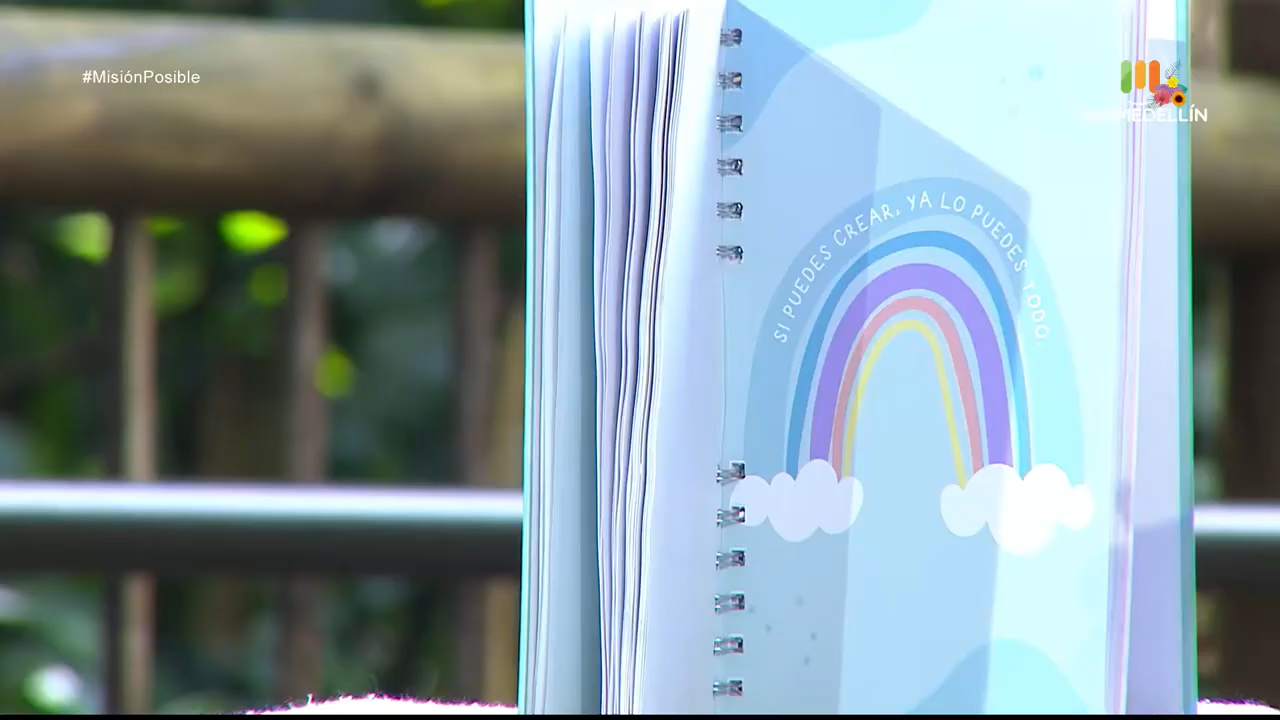 #MisiónPosible
MEDELLÍN
SI PUEDES CREAR, YA LO PUEDES TODO